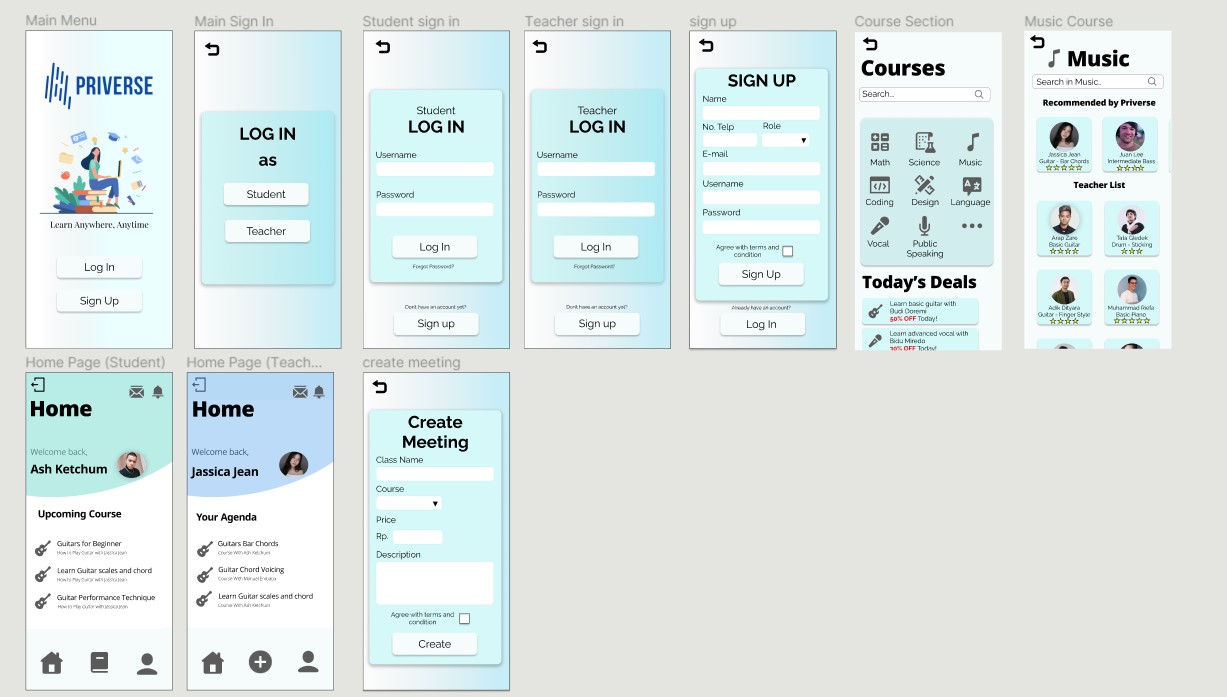 Main Menu
PRIVERSE
Learn Anywhere, Anytime
Log In
Sign Up
Main Sign In
LOG IN
as
Student
Teacher
Student sign in
Student
LOG IN
Username
Password
Log In
Forgot Password?
Don't have an account yet?
Sign up
Teacher sign in
Teacher
LOG IN
Username
Password
Log In
Forgot Password?
Don't have an account yet?
Sign up
sign up
SIGN UP
Name
No. Telp
Role
E-mail
Username
Password
Agree with terms and
condition
Sign Up
Already have an account?
Log In
Course Section
Courses
Search..
Math
Science
Music
Coding
Design
Language
Vocal
Public
Speaking
Today's Deals
Learn basic guitar with
Budi Doremi
50% OFF Today!
Learn advanced vocal with
Bidu Miredo
30% OFF Today!
Music Course
Music
Search in Music..
Recommended by Priverse
Jassica Jean
Guitar - Bar Chords
Juan Lee
Intermediate Bass
Teacher List
Arap Zare
Basic Guitar
Tata Gledek
Drum - Sticking
Adik Dilyara
Guitar - Finger Style
Muhammad
Basic Piano
Home Page (Student)
Home
Welcome back,
Ash Ketchum
Upcoming Course
Guitars for Beginner
How to Play Guitar with Jassica Jean
Learn Guitar scales and chord
How to Play Guitar with Jassica Jean
Guitar Performance Technique
How to Play Guitar with Jassica Jean
Home Page (Teach...
Home
Welcome back,
Jassica Jean
Your Agenda
Guitars Bar Chords
Course With Ash Ketchum
Guitar Chord Voicing
Course With Manuel
Learn Guitar scales and chord
Course With Ash Ketchum
create meeting
Create
Meeting
Class Name
Course
Price
Rp.
Description
Agree with terms and
condition
Create